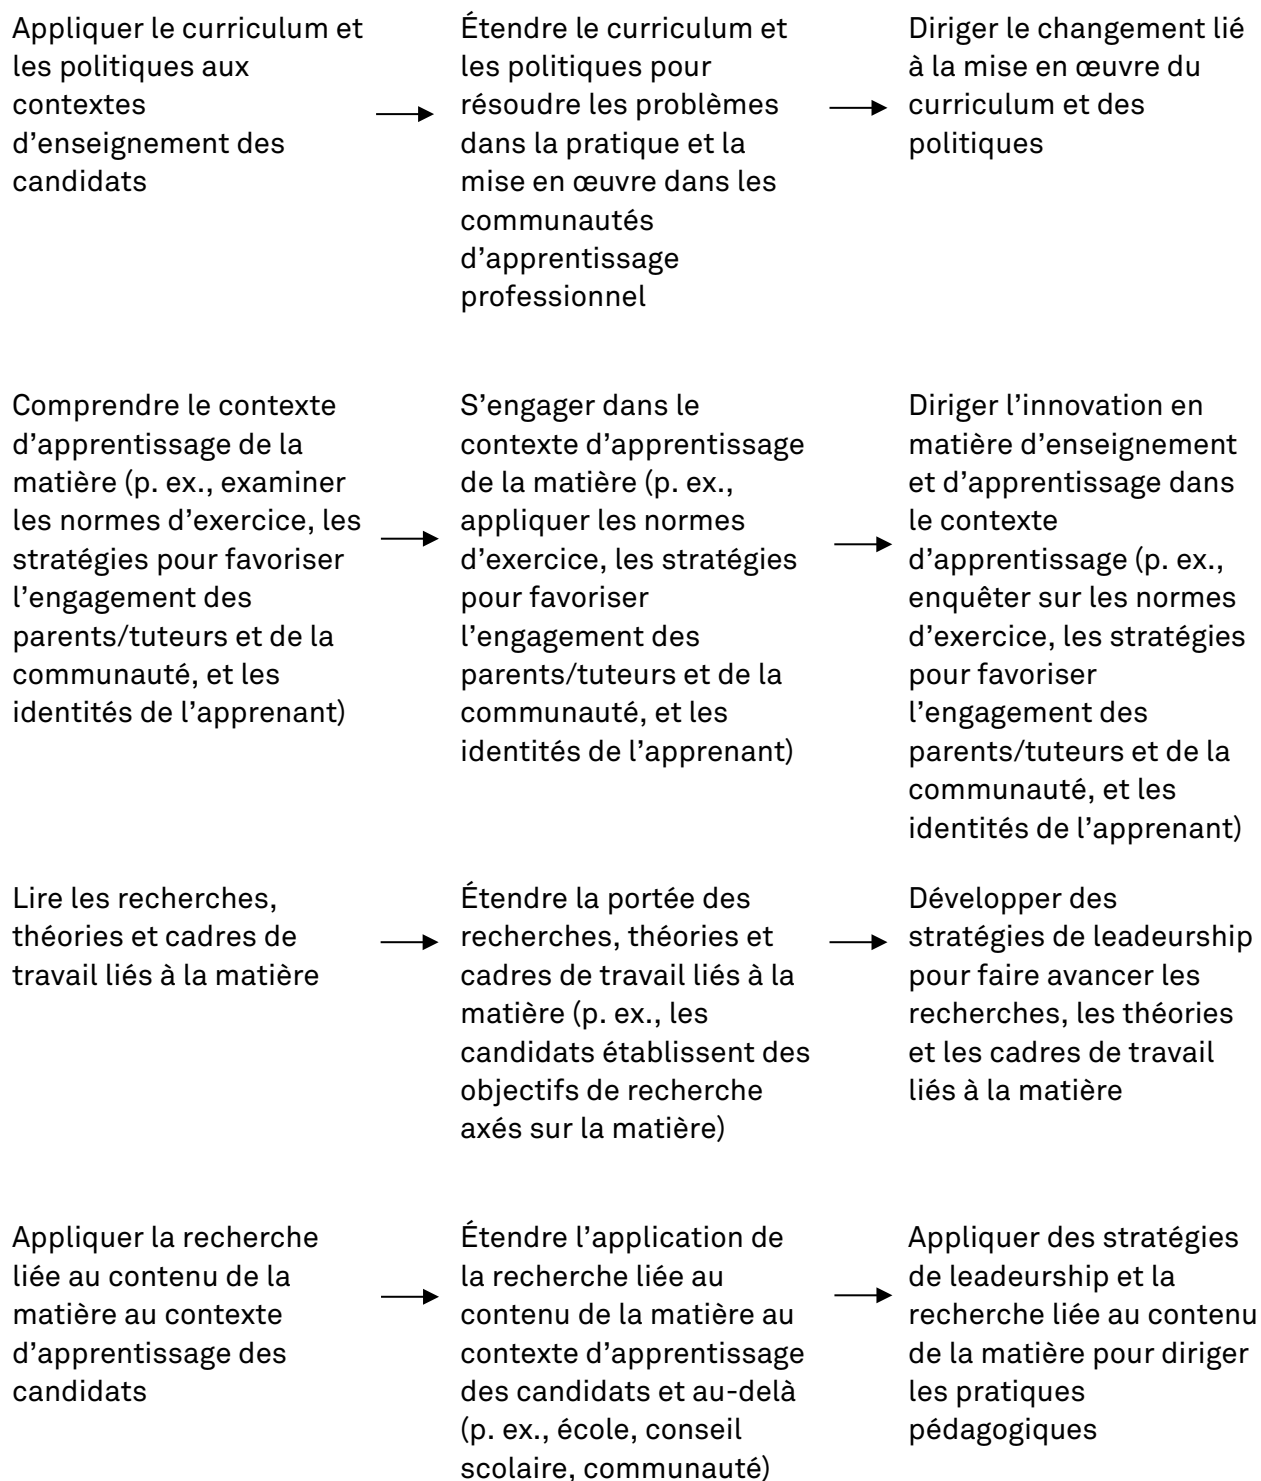 Appliquer le curriculum et
les politiques aux
contextes
d’enseignement des
candidats
Étendre le curriculum et
les politiques pour
résoudre les problèmes
dans la pratique et la
mise en œuvre dans les
communautés
d’apprentissage
professionnel
Diriger le changement lié
à la mise en œuvre du
curriculum et des
politiques
Comprendre le contexte
d’apprentissage de la
matière (p. ex., examiner
les normes d’exercice, les
stratégies pour favoriser
l’engagement des
parents/tuteurs et de la
communauté, et les
identités de l’apprenant)
S’engager dans le
contexte d’apprentissage
de la matière (p. ex.,
appliquer les normes
d’exercice, les stratégies
pour favoriser
l’engagement des
parents/tuteurs et de la
communauté, et les
identités de l’apprenant)
Diriger l’innovation en
matière d’enseignement
et d’apprentissage dans
le contexte
d’apprentissage (p. ex.,
enquêter sur les normes
d’exercice, les stratégies
pour favoriser
l’engagement des
parents/tuteurs et de la
communauté, et les
identités de l’apprenant)
Lire les recherches,
théories et cadres de
travail liés à la matière
Étendre la portée des
recherches, théories et
cadres de travail liés à la
matière (p. ex., les
candidats établissent des
objectifs de recherche
axés sur la matière)
Développer des
stratégies de leadeurship
pour faire avancer les
recherches, les théories
et les cadres de travail
liés à la matière
Appliquer la recherche
liée au contenu de la
matière au contexte
d’apprentissage des
candidats
Étendre l’application de
la recherche liée au
contenu de la matière au
contexte d’apprentissage
des candidats et au-delà
(p. ex., école, conseil
scolaire, communauté)
Appliquer des stratégies
de leadeurship et la
recherche liée au contenu
de la matière pour diriger
les pratiques
pédagogiques